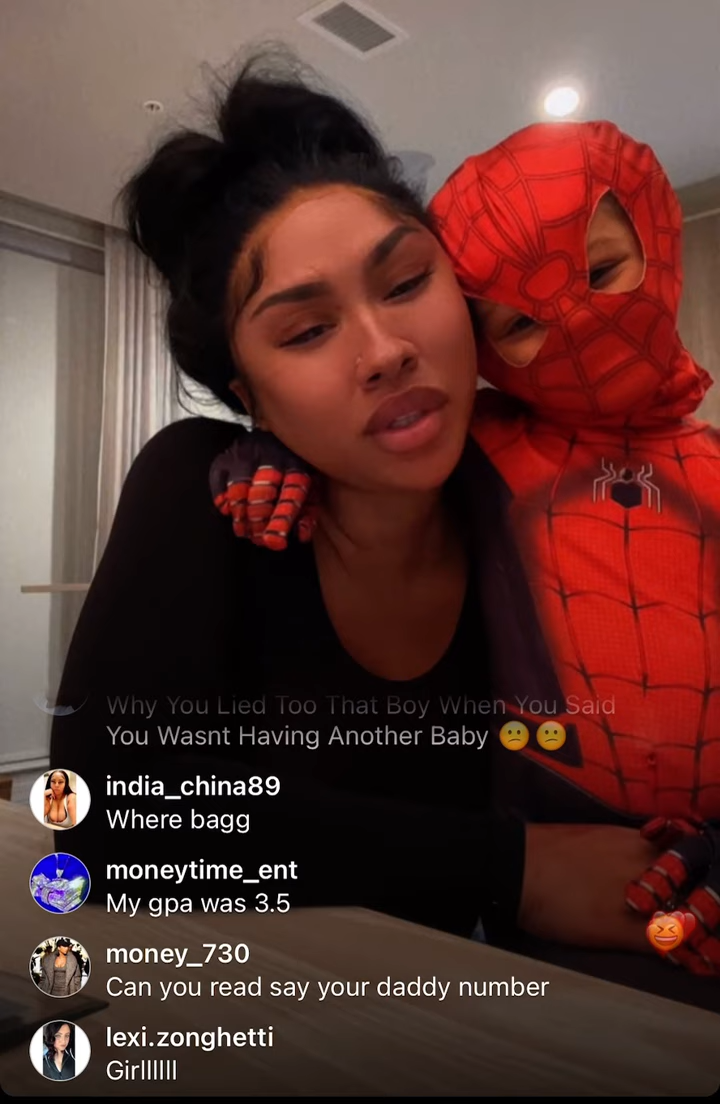 Why You Lied Too That Boy When You Said
You Wasnt Having Another Baby 😕😕
india_china89
Where bagg
moneytime_ent
My gpa was 3.5
money_730
Can you read say your daddy number
lexi.zonghetti
Girllllll